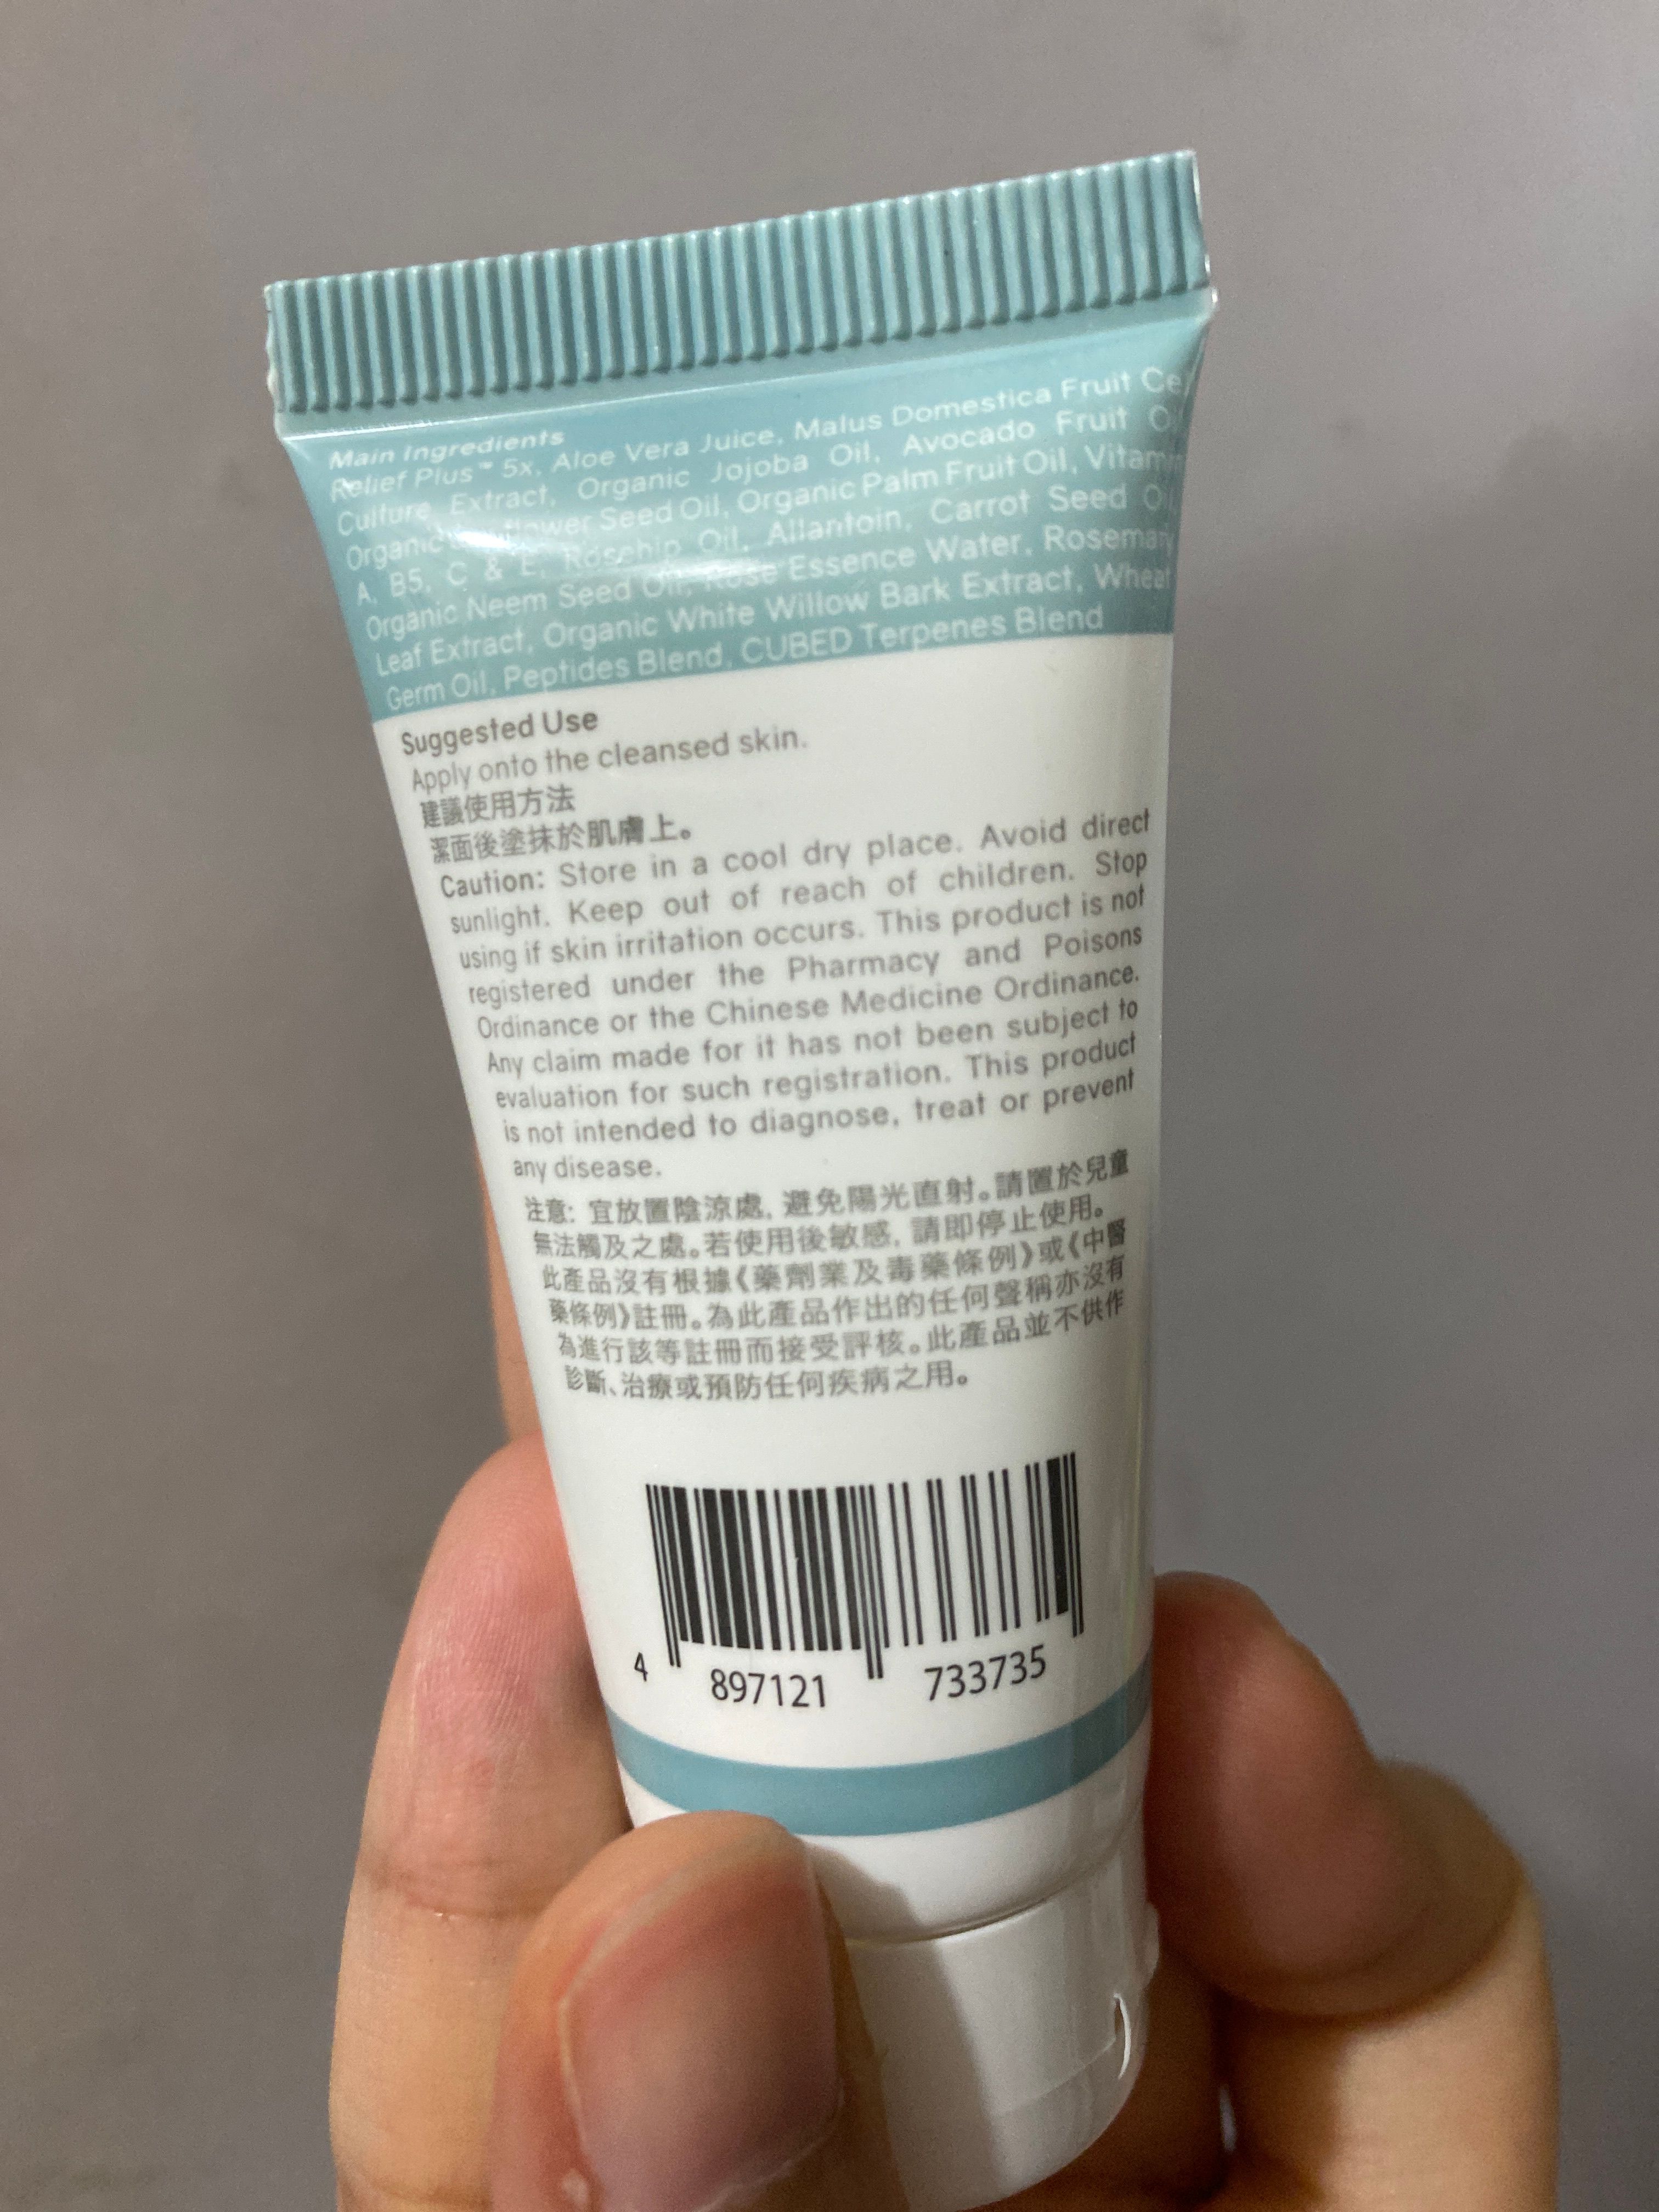 Main Ingredients
Relief Plus™ 5x, Aloe Vera Juice, Malus Domestica Fruit Cell
Culture Extract, Organic Jojoba Oil, Avocado Fruit Oil,
Organic Sunflower Seed Oil, Organic Palm Fruit Oil, Vitamin
A, B5, C & E, Rosehip Oil, Allantoin, Carrot Seed Oil,
Organic Neem Seed Oil, Rose Essence Water, Rosemary
Leaf Extract, Organic White Willow Bark Extract, Wheat
Germ Oil, Peptides Blend, CUBED Terpenes Blend
Suggested Use
Apply onto the cleansed skin.
建議使用方法
潔面後塗抹於肌膚上。
Caution: Store in a cool dry place. Avoid direct
sunlight. Keep out of reach of children. Stop
using if skin irritation occurs. This product is not
registered under the Pharmacy and Poisons
Ordinance or the Chinese Medicine Ordinance.
Any claim made for it has not been subject to
evaluation for such registration. This product
is not intended to diagnose, treat or prevent
any disease.
注意: 宜放置陰涼處, 避免陽光直射。請置於兒童
無法觸及之處。若使用後敏感, 請即停止使用。
此產品沒有根據《藥劑業及毒藥條例》或《中醫
藥條例》註冊。為此產品作出的任何聲稱亦沒有
為進行該等註冊而接受評核。此產品並不供作
診斷、治療或預防任何疾病之用。
4 897121 733735